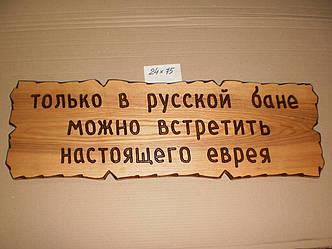 24×75
только в русской бане
можно встретить
настоящего еврея